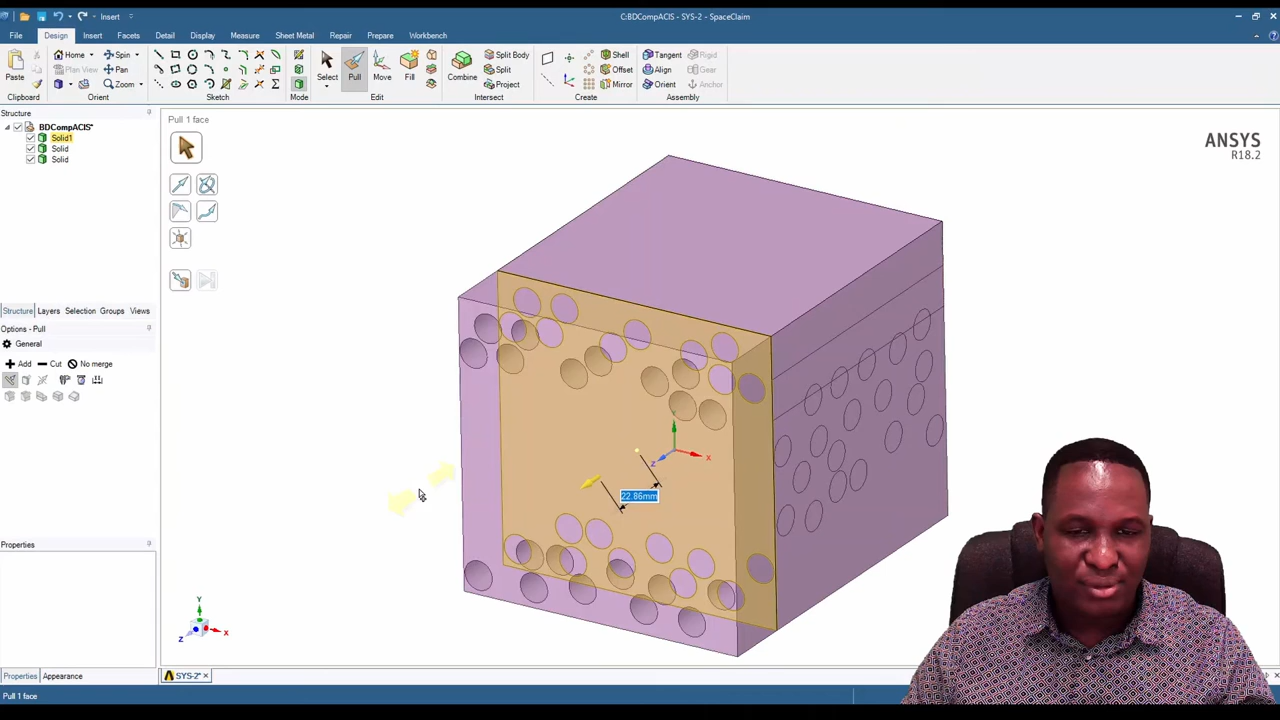 Insert
C:BDCompACIS - SYS-2 - SpaceClaim
File Design Insert Facets Detail Display Measure Sheet Metal Repair Prepare Workbench
Home Spin
Plan View Pan
Zoom
Paste
Select Pull Move Fill
Combine
Split Body
Split
Project
Shell
Offset
Mirror
Tangent Rigid
Align Gear
Orient Anchor
Clipboard Orient Sketch Mode Edit Intersect Create Assembly
Structure
BDCompACIS*
Solid1
Solid
Solid
Pull 1 face
ANSYS
R18.2
Structure Layers Selection Groups Views
Options - Pull
General
Add Cut No merge
Properties
Y
X
Z
22.86mm
Y
Z X
Properties Appearance
SYS-2*
Pull 1 face